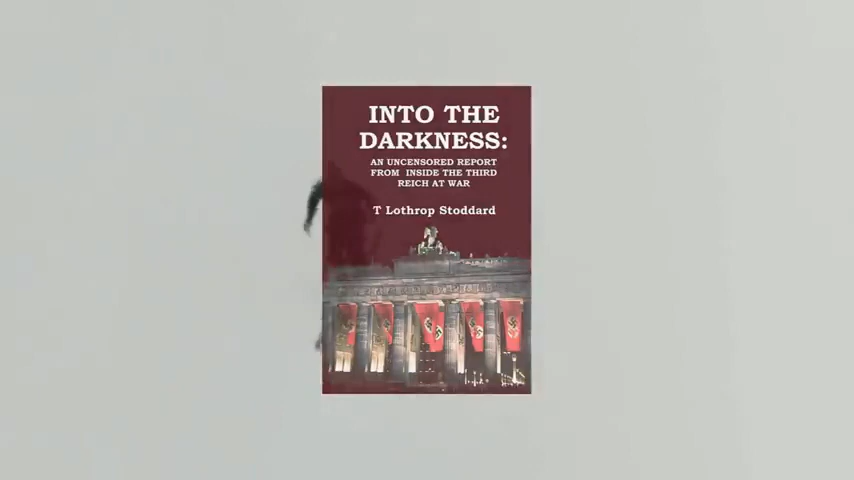 INTO THE
DARKNESS:
AN UNCENSORED REPORT
FROM INSIDE THE THIRD
REICH AT WAR
T Lothrop Stoddard